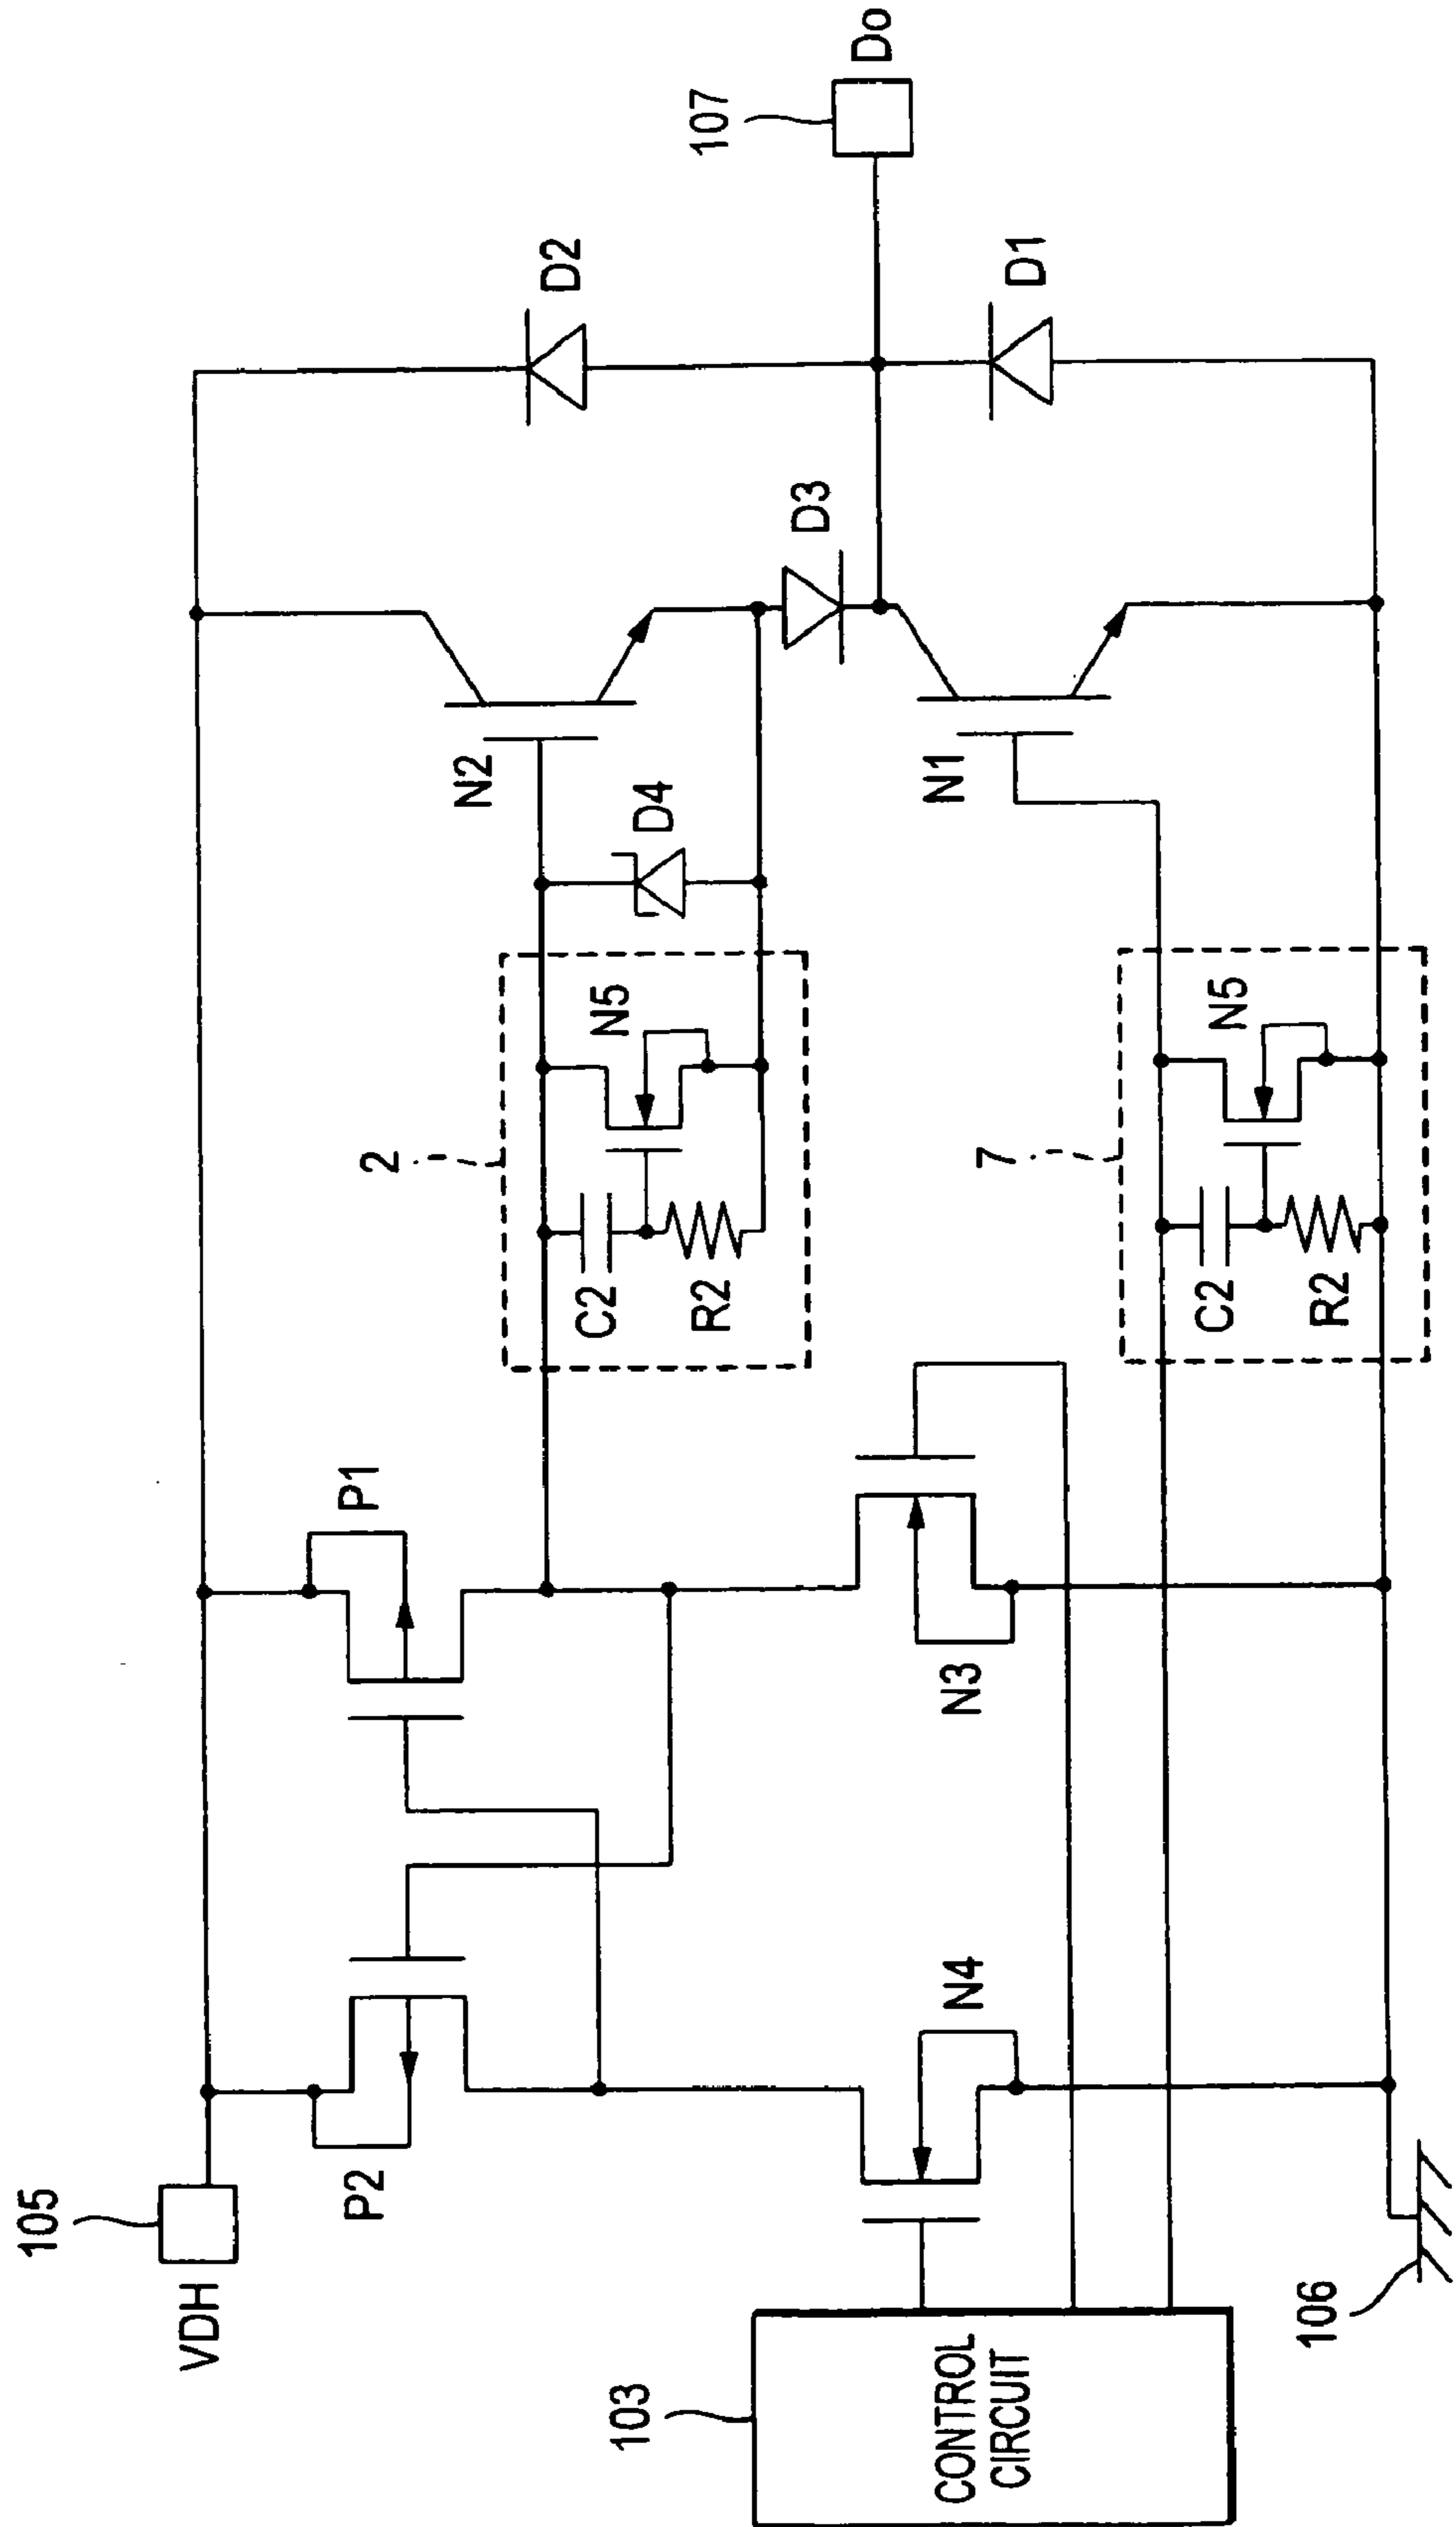 105
VDH
P2
P1
N2
D2
107
Do
D4
2
N5
C2
R2
D3
D1
N4
N3
N1
103
CONTROL
CIRCUIT
7
N5
C2
R2
106